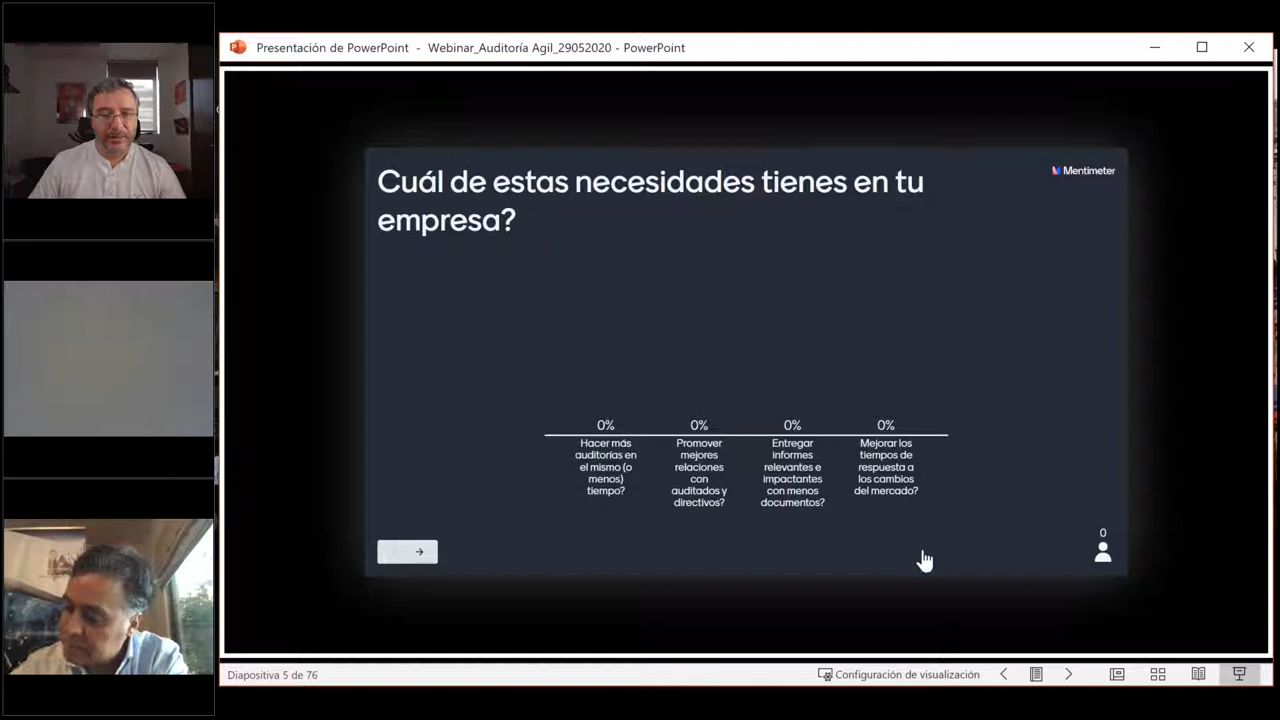 Presentación de PowerPoint - Webinar_Auditoría Agil_29052020 - PowerPoint
Cuál de estas necesidades tienes en tu
empresa?
Mentimeter
0%
0%
0%
0%
Hacer más
auditorías en
el mismo (o
menos)
tiempo?
Promover
mejores
relaciones
con
auditados y
directivos?
Entregar
informes
relevantes e
impactantes
con menos
documentos?
Mejorar los
tiempos de
respuesta a
los cambios
del mercado?
0
Diapositiva 5 de 76
Configuración de visualización